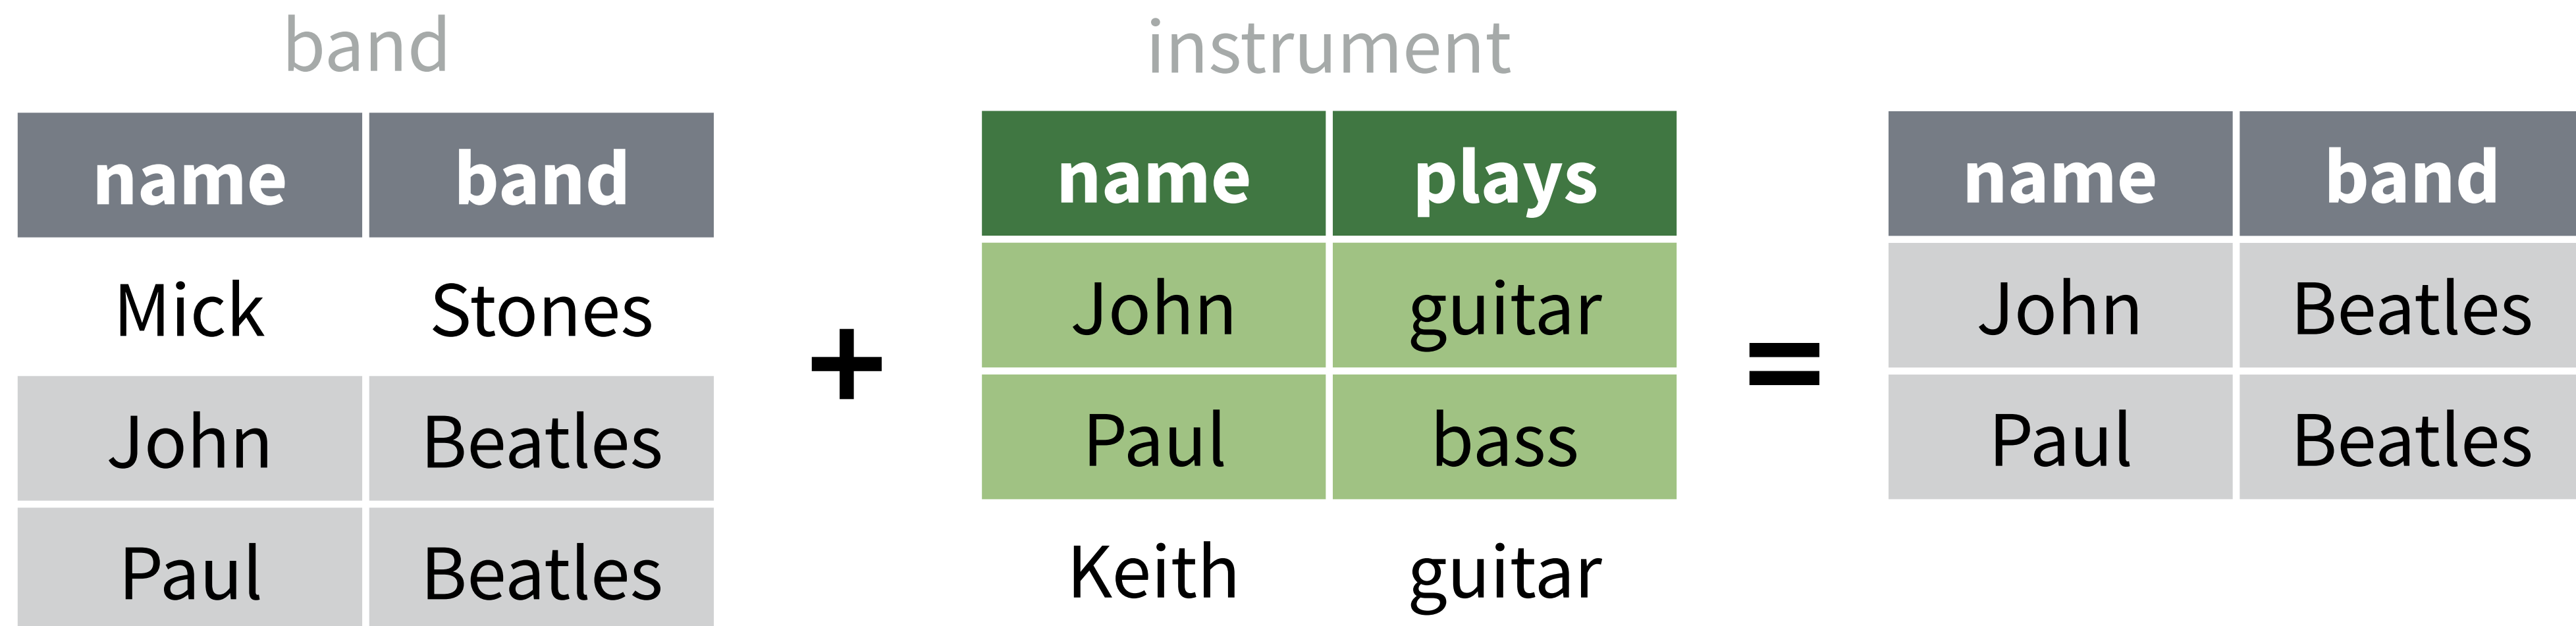 band instrument
name band name plays name band
Mick Stones John guitar John Beatles
+ =
John Beatles Paul bass Paul Beatles
Paul Beatles Keith guitar